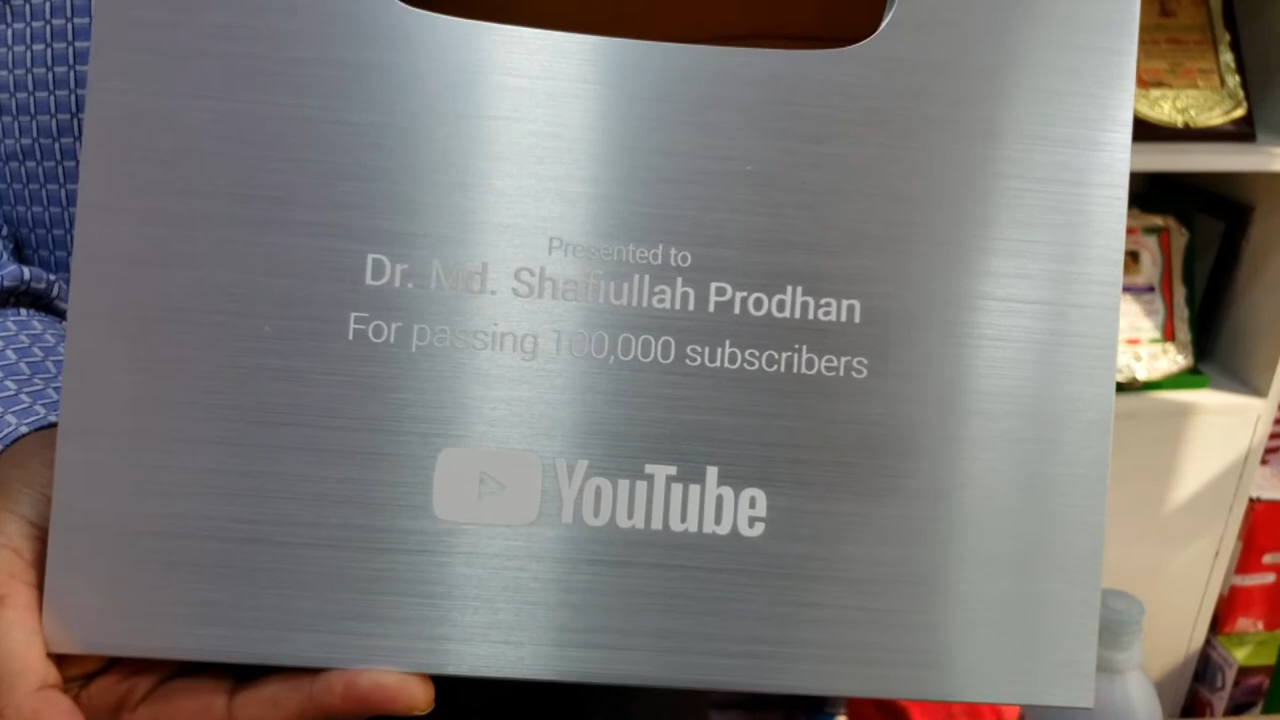 Presented to
Dr. Md. Shafiullah Prodhan
For passing 100,000 subscribers
YouTube